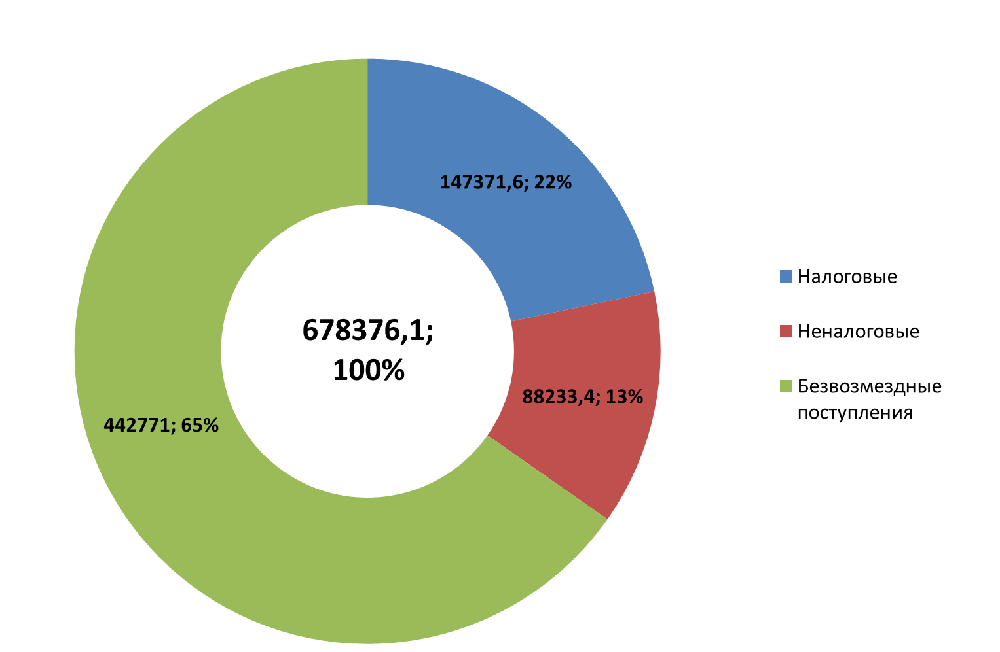 147371,6; 22%
678376,1;
100%
88233,4; 13%
442771; 65%
Налоговые
Неналоговые
Безвозмездные
поступления